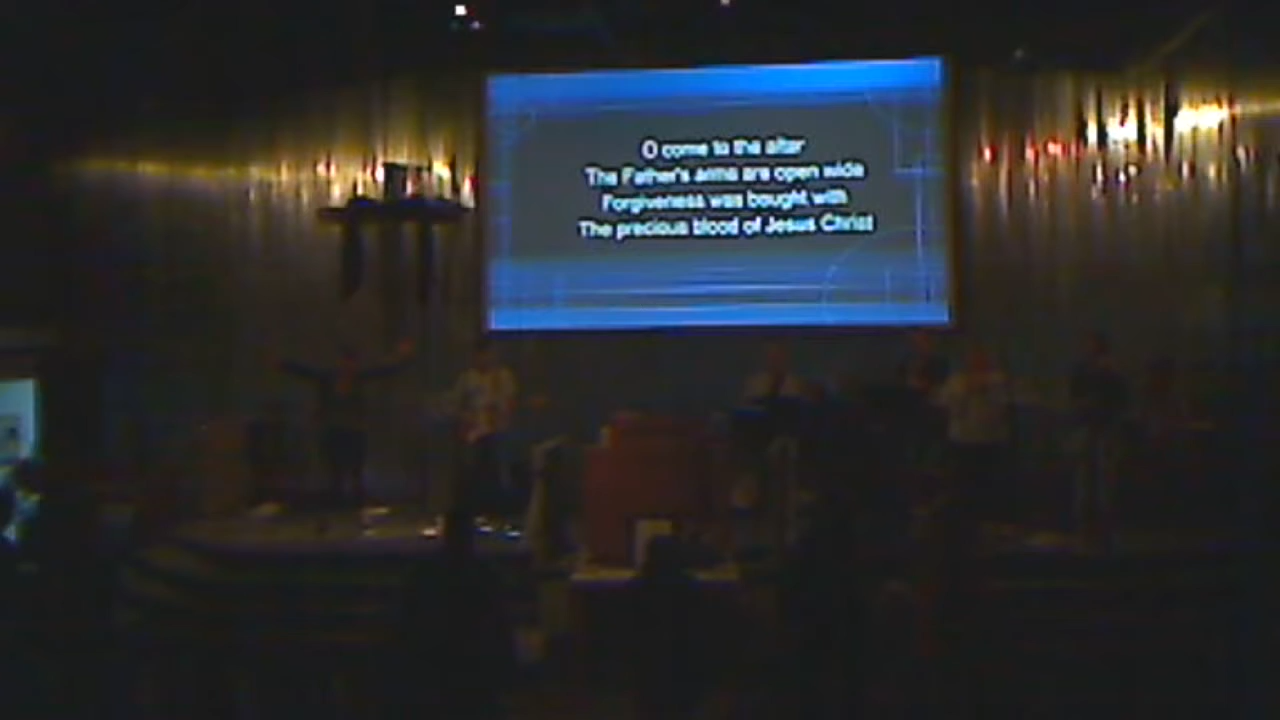 O come to the alter
The Father's arms are open wide
Forgiveness was bought with
The precious blood of Jesus Christ